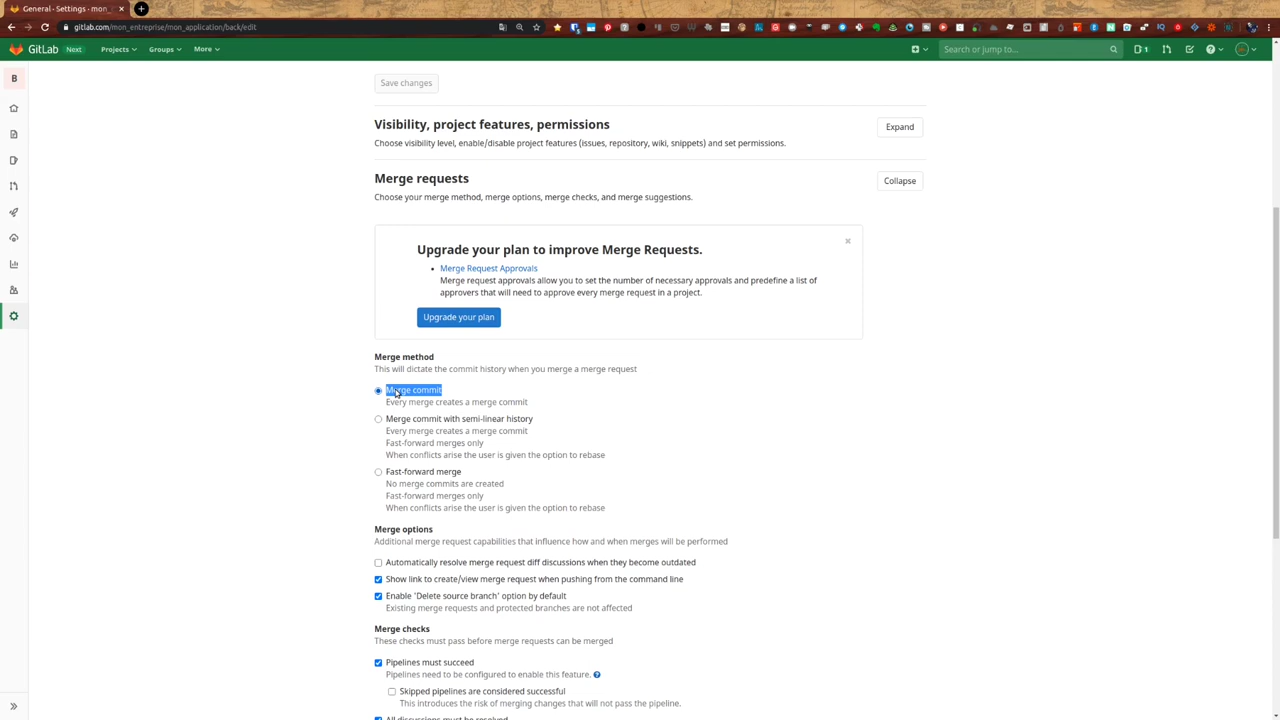 General - Settings - mon_
gitlab.com/mon_entreprise/mon_application/back/edit
GitLab Next Projects Groups More Search or jump to... 1
B
Save changes
Visibility, project features, permissions
Expand
Choose visibility level, enable/disable project features (issues, repository, wiki, snippets) and set permissions.
Merge requests
Collapse
Choose your merge method, merge options, merge checks, and merge suggestions.
Upgrade your plan to improve Merge Requests.
Merge Request Approvals
Merge request approvals allow you to set the number of necessary approvals and predefine a list of
approvers that will need to approve every merge request in a project.
Upgrade your plan
Merge method
This will dictate the commit history when you merge a merge request
Merge commit
Every merge creates a merge commit
Merge commit with semi-linear history
Every merge creates a merge commit
Fast-forward merges only
When conflicts arise the user is given the option to rebase
Fast-forward merge
No merge commits are created
Fast-forward merges only
When conflicts arise the user is given the option to rebase
Merge options
Additional merge request capabilities that influence how and when merges will be performed
Automatically resolve merge request diff discussions when they become outdated
Show link to create/view merge request when pushing from the command line
Enable 'Delete source branch' option by default
Existing merge requests and protected branches are not affected
Merge checks
These checks must pass before merge requests can be merged
Pipelines must succeed
Pipelines need to be configured to enable this feature.
Skipped pipelines are considered successful
This introduces the risk of merging changes that will not pass the pipeline.
All discussions must be resolved